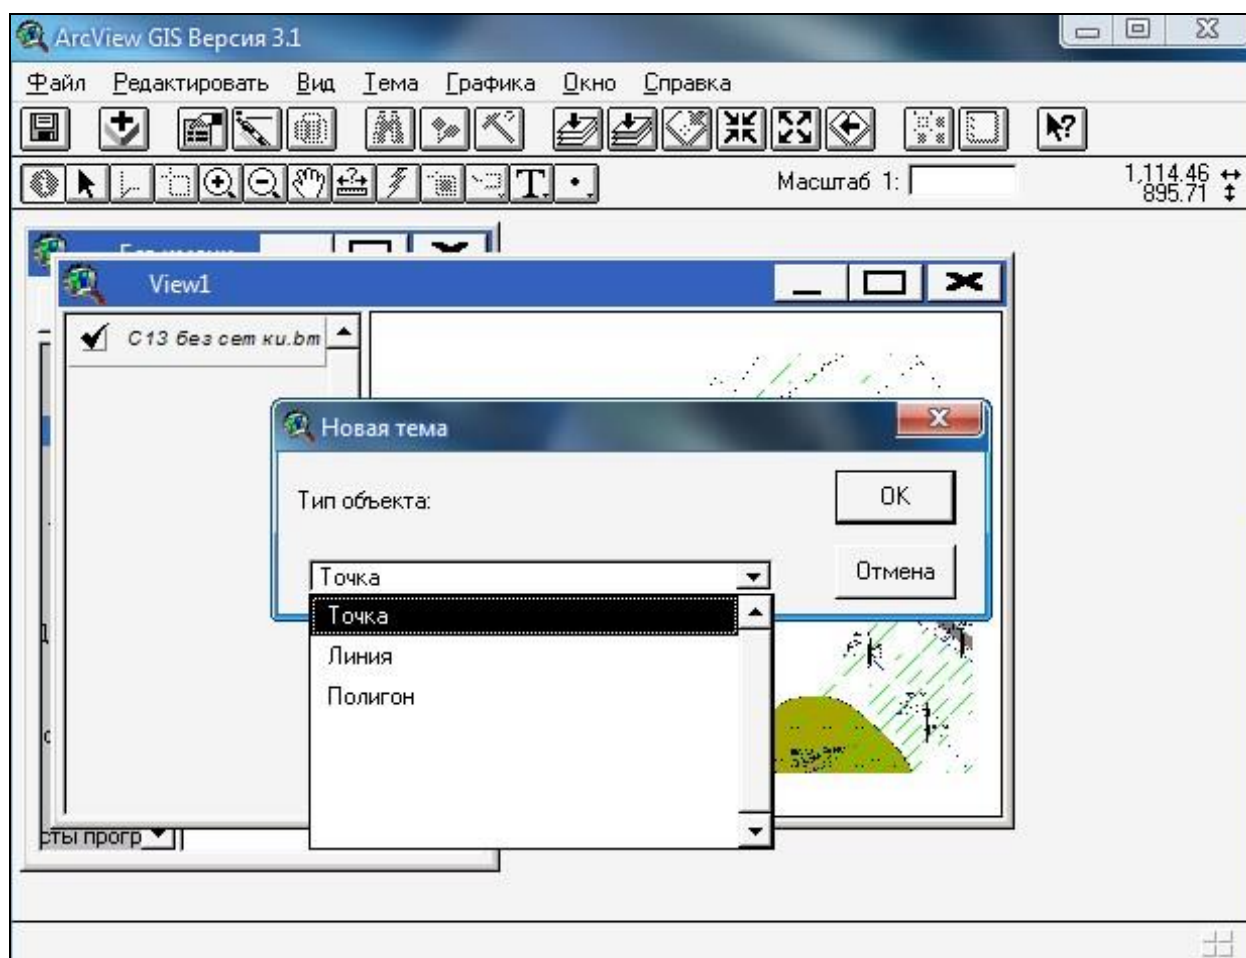 ArcView GIS Версия 3.1
Файл Редактировать Вид Тема Графика Окно Справка
Масштаб 1:
1,114.46
895.71
View1
С13 без сет ки.bm
Новая тема
Тип объекта:
OK
Точка
Отмена
Точка
Линия
Полигон
сты прогр